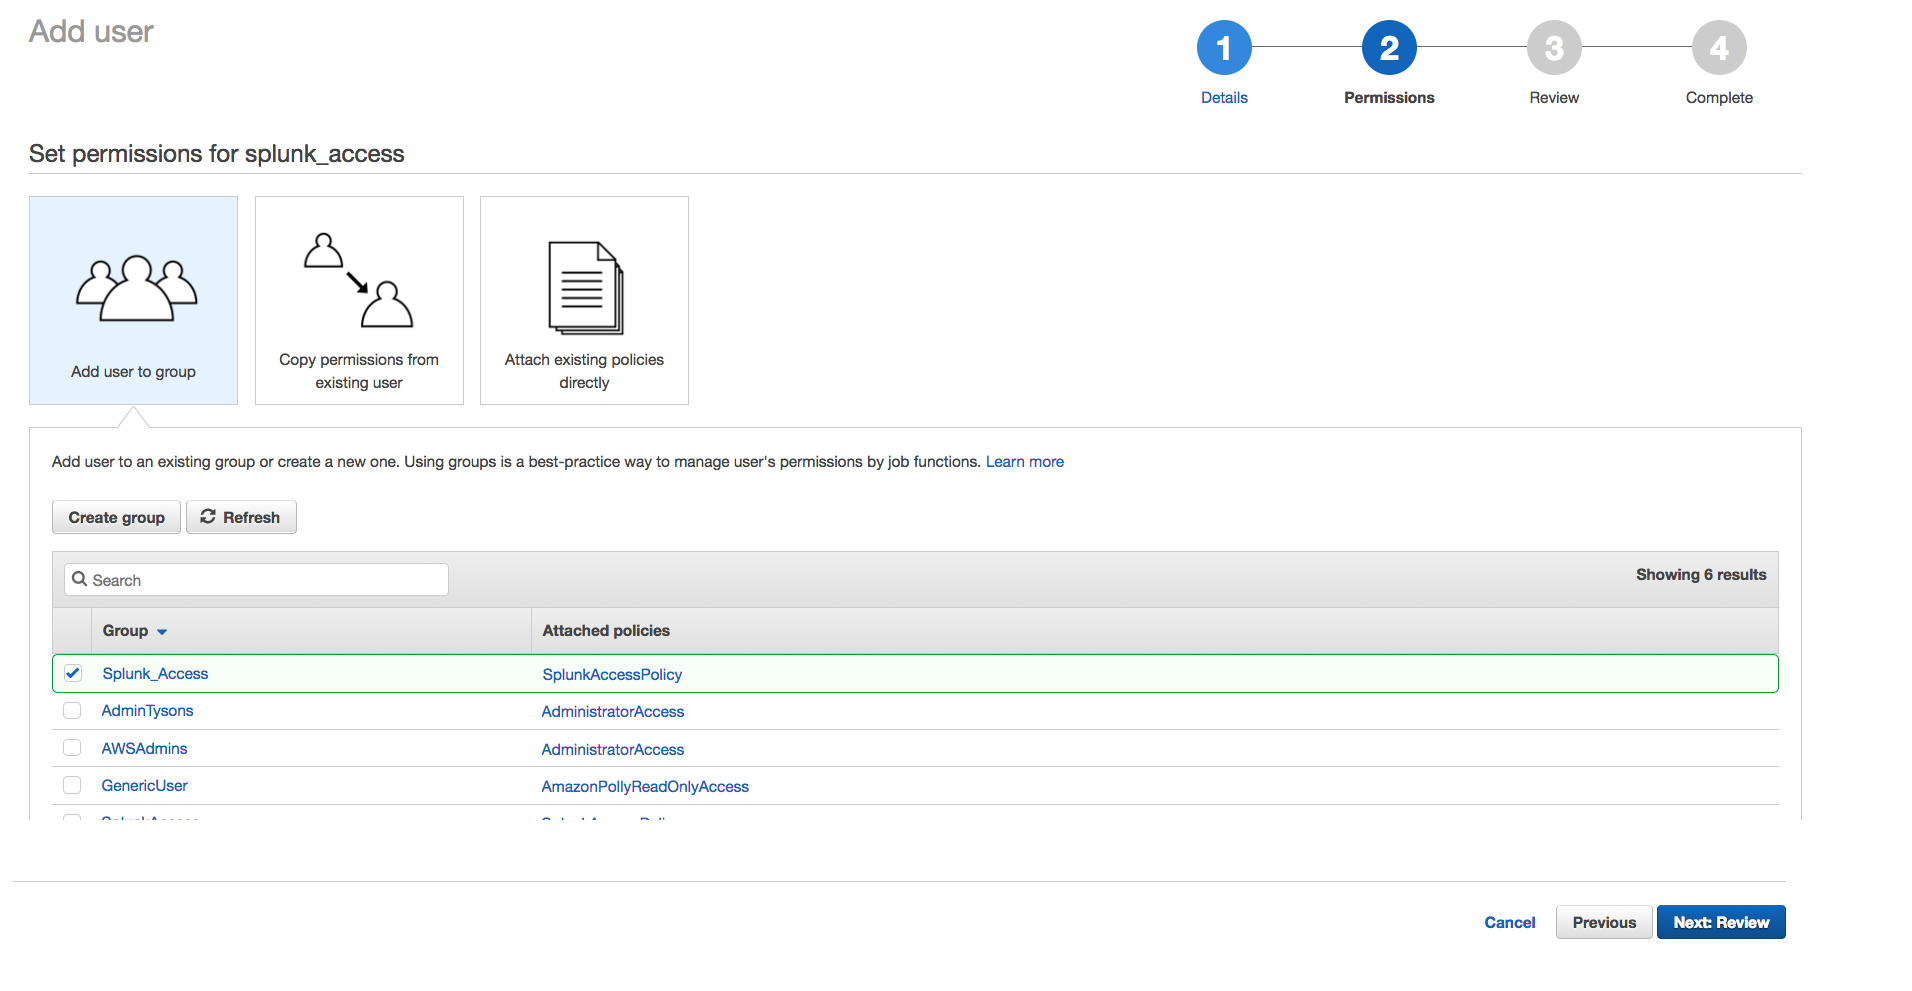 Add user
1 2 3 4
Details Permissions Review Complete
Set permissions for splunk_access
Add user to group
Copy permissions from
existing user
Attach existing policies
directly
Add user to an existing group or create a new one. Using groups is a best-practice way to manage user's permissions by job functions. Learn more
Create group Refresh
Search
Showing 6 results
Group Attached policies
Splunk_Access SplunkAccessPolicy
AdminTysons AdministratorAccess
AWSAdmins AdministratorAccess
GenericUser AmazonPollyReadOnlyAccess
Cancel Previous Next: Review